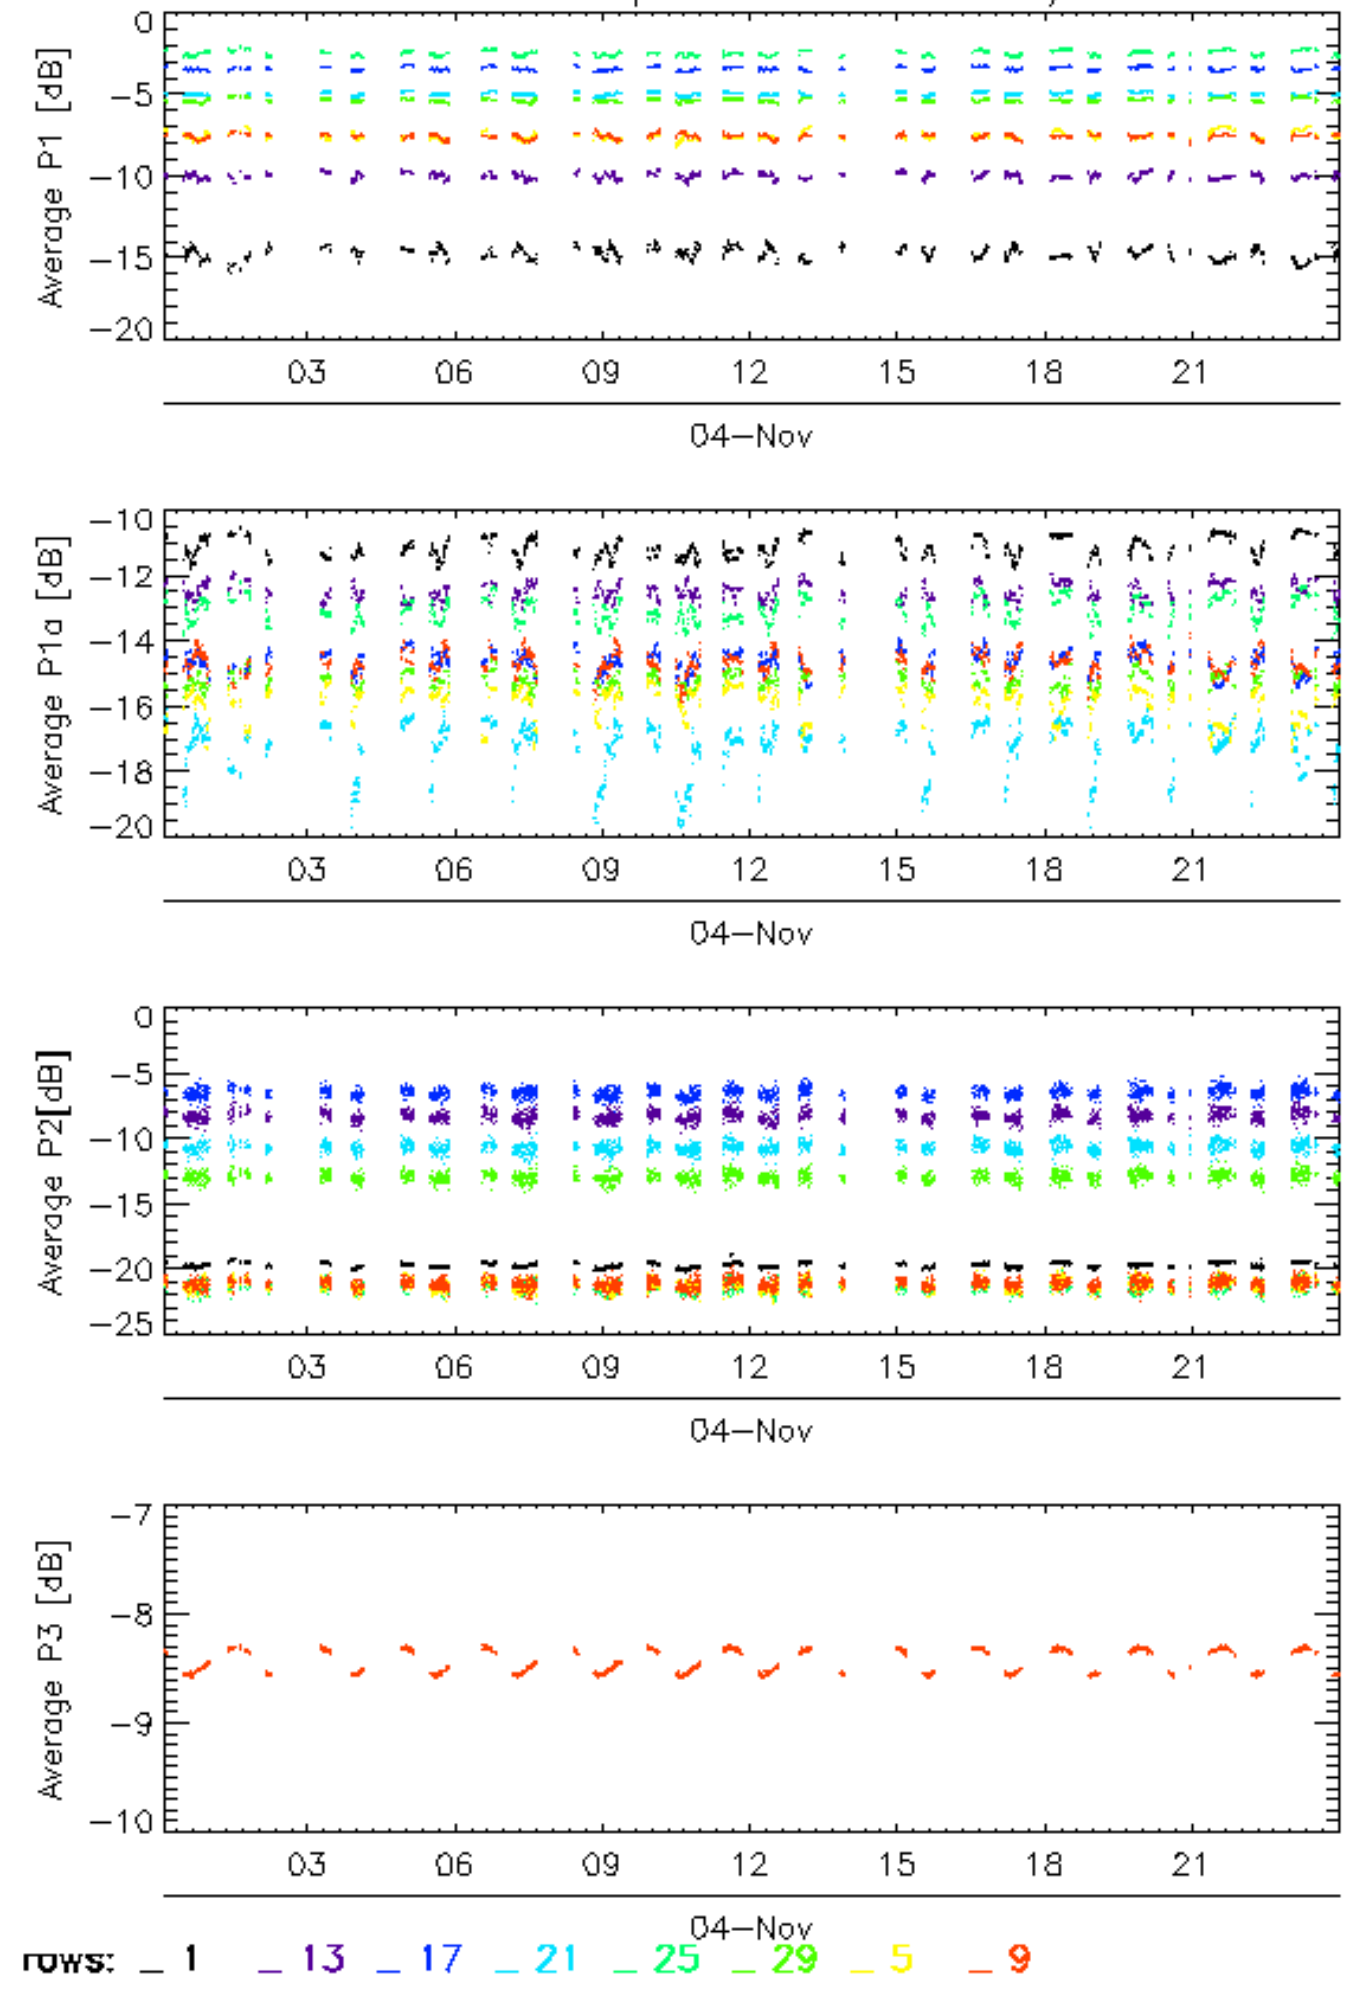 0
−5
−10
−15
−20
Average P1 [dB]
03 06 09 12 15 18 21
04−Nov
−10
−12
−14
−16
−18
−20
Average P1a [dB]
03 06 09 12 15 18 21
04−Nov
0
−5
−10
−15
−20
−25
Average P2[dB]
03 06 09 12 15 18 21
04−Nov
−7
−8
−9
−10
Average P3 [dB]
03 06 09 12 15 18 21
04−Nov
rows: _ 1 _ 13 _ 17 _ 21 _ 25 _ 29 _ 5 _ 9